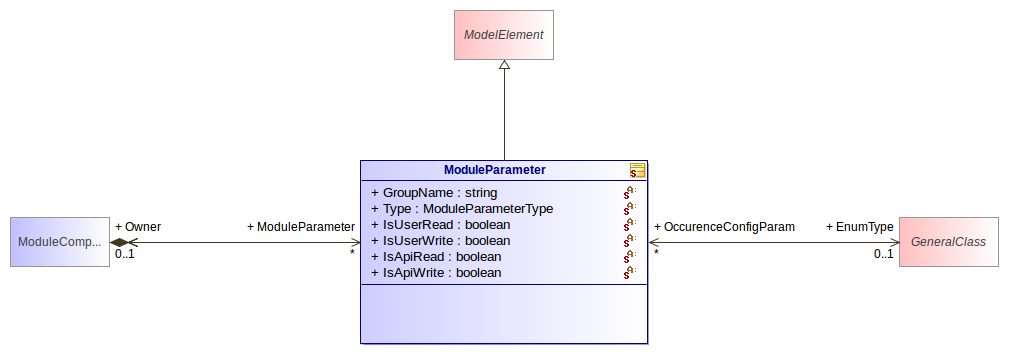 ModelElement
ModuleParameter
+ GroupName : string
+ Type : ModuleParameterType
+ IsUserRead : boolean
+ IsUserWrite : boolean
+ IsApiRead : boolean
+ IsApiWrite : boolean
ModuleComp...
+ Owner
0..1
+ ModuleParameter
*
+ OccurenceConfigParam
*
+ EnumType
0..1
GeneralClass